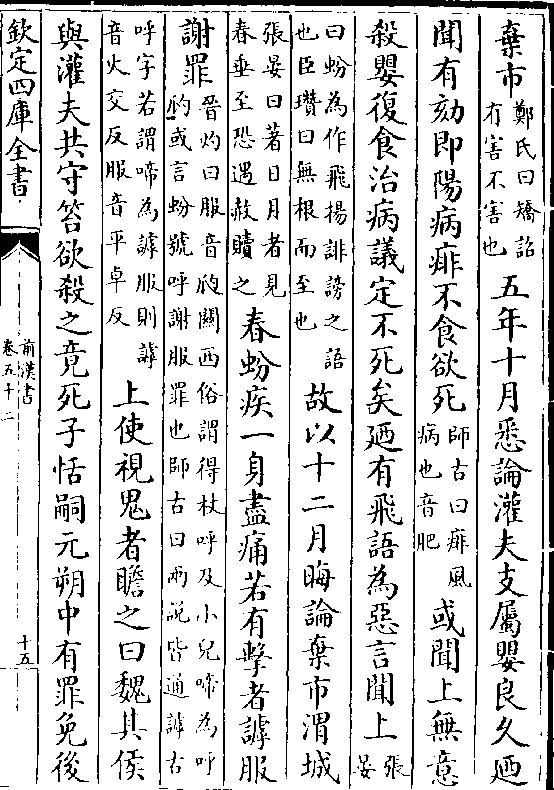 棄市鄭氏曰矯詔有害不害也五年十月悉論灌夫支屬嬰良久廼
聞有劾即陽病痱不食欲死師古曰痱風病也音肥或聞上無意
殺嬰復食治病議定不死矣廼有飛語為惡言聞上張晏
曰蚡為作飛揚誹謗之語也臣瓚曰無根而至也故以十二月晦論棄市渭城
張晏曰著日月者見春垂至恐遇赦贖之春蚡疾一身盡痛若有擊者謼服
謝罪晉灼曰服音瓝關西俗謂得杖呼及小兒啼為呼瓝或言蚡號呼謝服罪也師古曰兩說皆通謼古
呼字若謂啼為謼服則謼音火交反服音平卓反上使視鬼者瞻之曰魏其侯
與灌夫共守笞欲殺之竟死子恬嗣元朔中有罪免後
欽定四庫全書
前漢書
卷五十二
十五